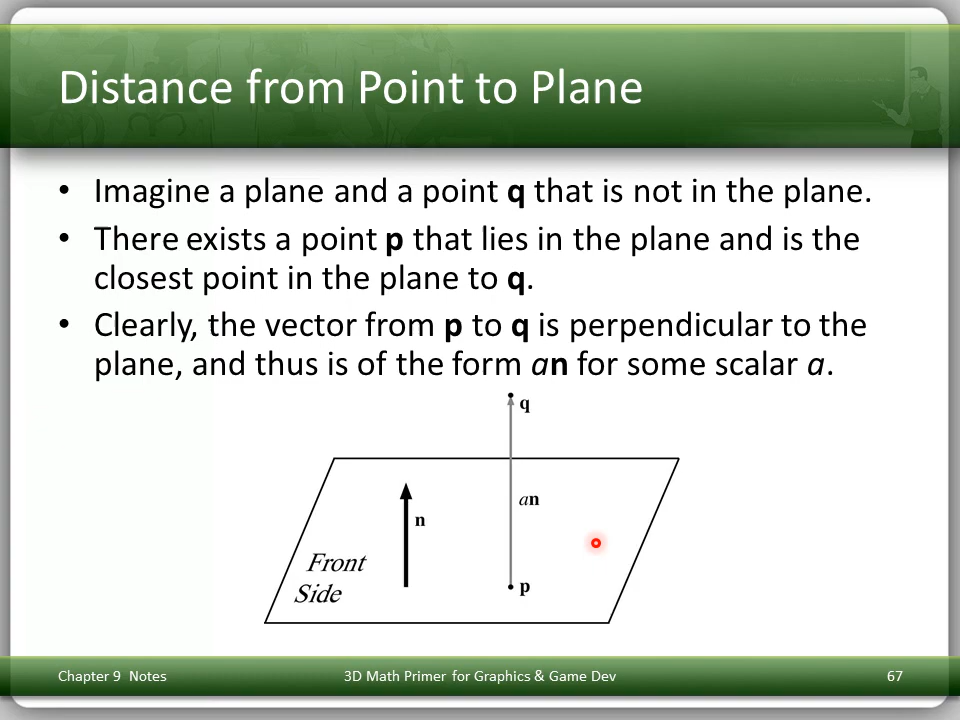 Distance from Point to Plane
• Imagine a plane and a point q that is not in the plane.
• There exists a point p that lies in the plane and is the
closest point in the plane to q.
• Clearly, the vector from p to q is perpendicular to the
plane, and thus is of the form an for some scalar a.
q
an
n
Front
Side
p
Chapter 9 Notes
3D Math Primer for Graphics & Game Dev
67